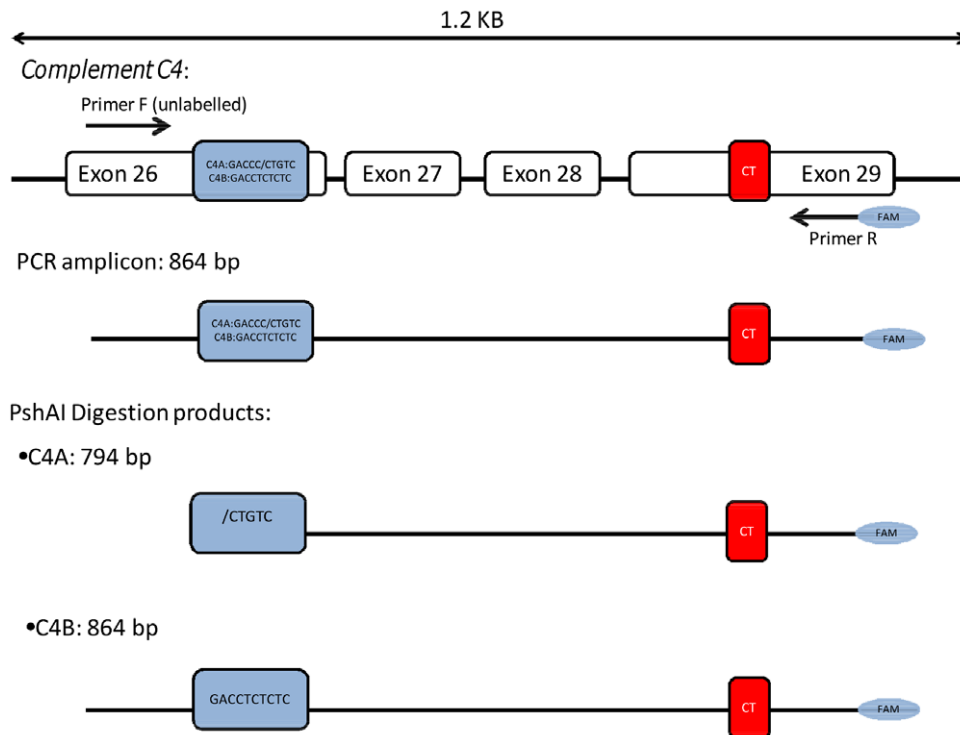 1.2 KB
Complement C4:
Primer F (unlabelled)
C4A:GACCC/CTGTC
C4B:GACCTCTCTC
Exon 26
Exon 27
Exon 28
CT
Exon 29
FAM
Primer R
PCR amplicon: 864 bp
C4A:GACCC/CTGTC
C4B:GACCTCTCTC
CT
FAM
PshAI Digestion products:
•C4A: 794 bp
/CTGTC
CT
FAM
•C4B: 864 bp
GACCTCTCTC
CT
FAM